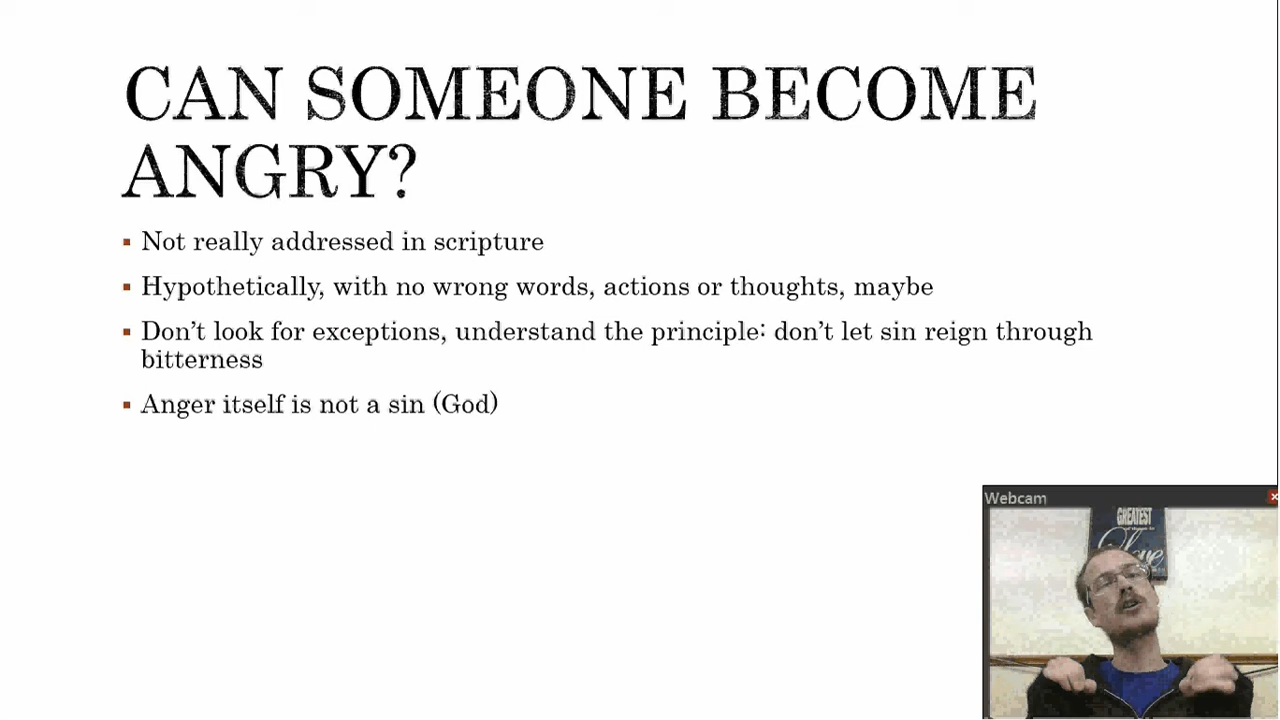 CAN SOMEONE BECOME
ANGRY?
▪ Not really addressed in scripture
▪ Hypothetically, with no wrong words, actions or thoughts, maybe
▪ Don’t look for exceptions, understand the principle: don’t let sin reign through
bitterness
▪ Anger itself is not a sin (God)
Webcam
GREATEST
Love